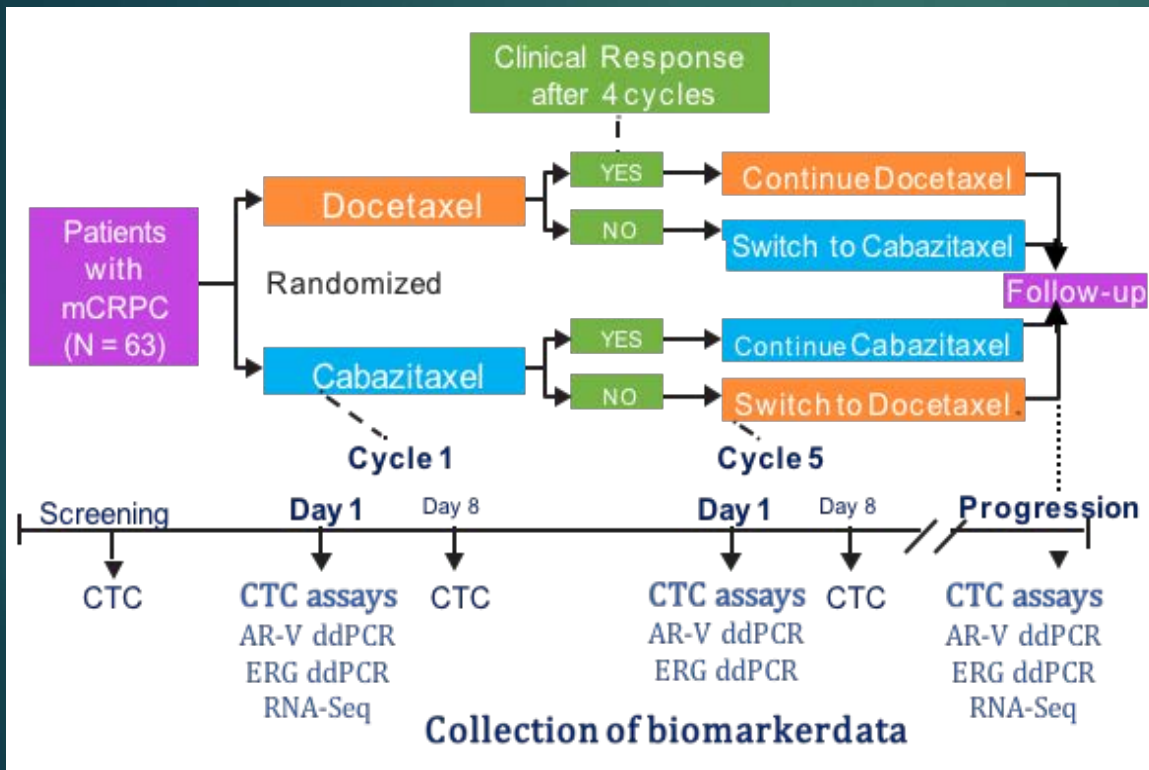 Clinical Response
after 4 cycles
Patients
with
mCRPC
(N = 63)
Docetaxel
Randomized
Cabazitaxel
YES
NO
YES
NO
Continue Docetaxel
Switch to Cabazitaxel
Continue Cabazitaxel
Switch to Docetaxel
Follow-up
Cycle 1
Cycle 5
Screening
Day 1
Day 8
Day 1
Day 8
Progression
CTC
CTC assays
AR-V ddPCR
ERG ddPCR
RNA-Seq
CTC
CTC assays
AR-V ddPCR
ERG ddPCR
CTC
CTC assays
AR-V ddPCR
ERG ddPCR
RNA-Seq
Collection of biomarkerdata